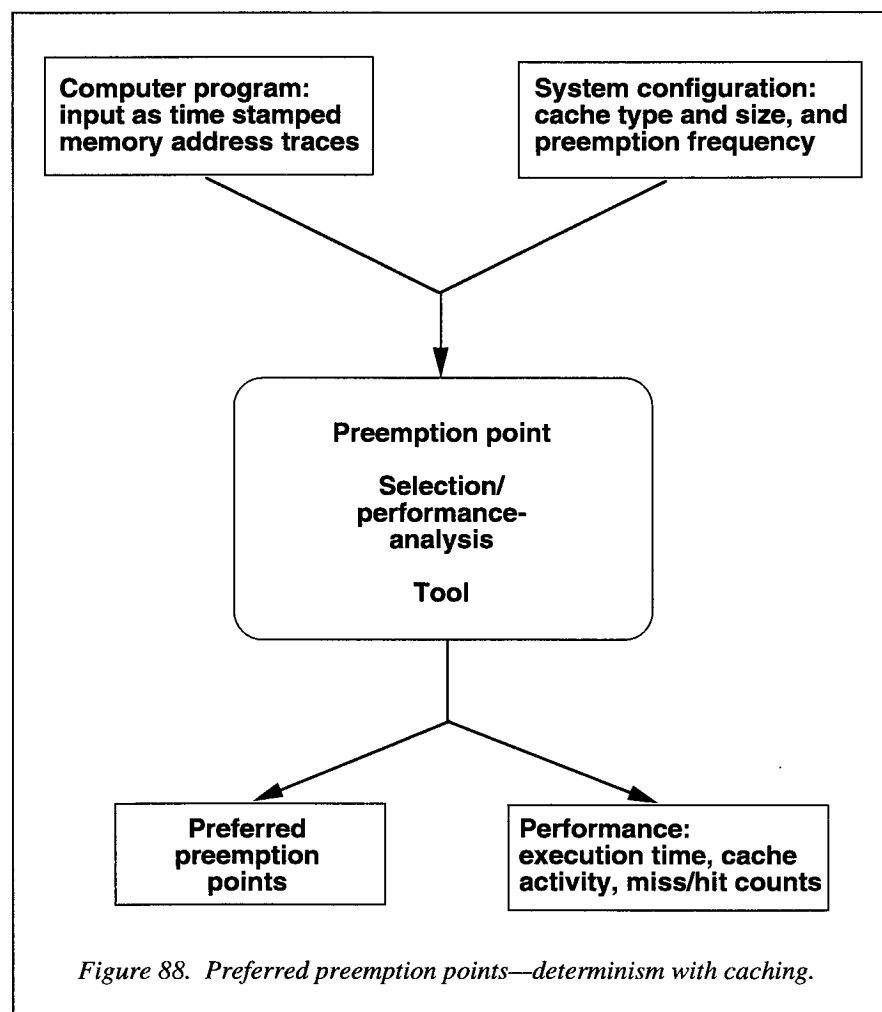 Computer program:
input as time stamped
memory address traces
System configuration:
cache type and size, and
preemption frequency
Preemption point
Selection/
performance-
analysis
Tool
Preferred
preemption
points
Performance:
execution time, cache
activity, miss/hit counts
Figure 88. Preferred preemption points—determinism with caching.